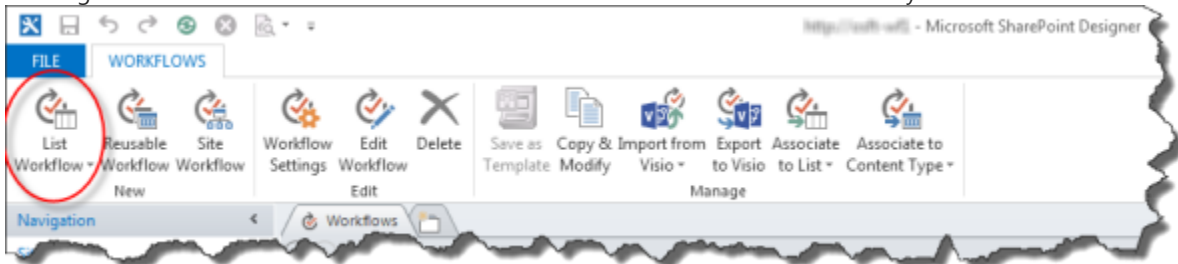 - Microsoft SharePoint Designer
FILE WORKFLOWS
List Reusable Site Workflow Edit Delete Save as Copy & Import from Export Associate Associate to
Workflow Workflow Workflow Settings Workflow Template Modify Visio to Visio to List Content Type
New Edit Manage
Navigation Workflows